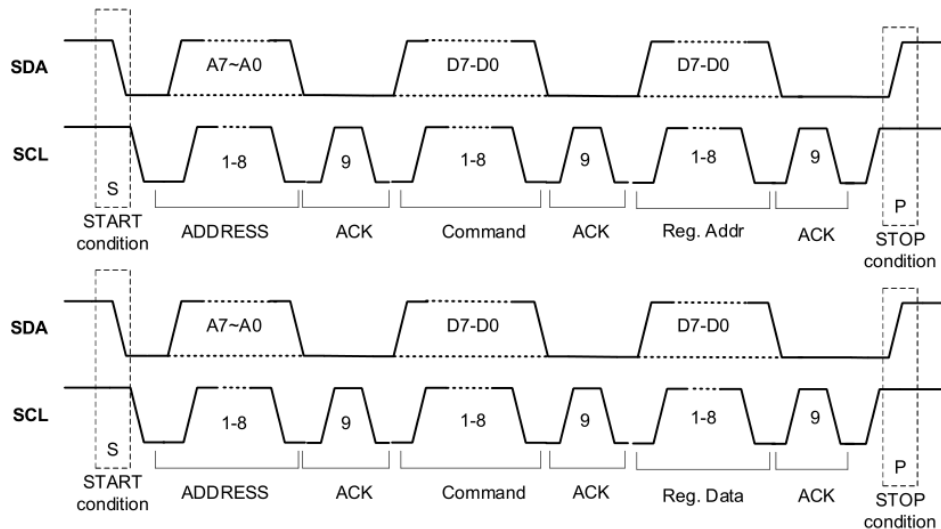 SDA
A7~A0
D7-D0
D7-D0
SCL
1-8
9
1-8
9
1-8
9
S
P
START
condition
ADDRESS
ACK
Command
ACK
Reg. Addr
ACK
STOP
condition
SDA
A7~A0
D7-D0
D7-D0
SCL
1-8
9
1-8
9
1-8
9
S
P
START
condition
ADDRESS
ACK
Command
ACK
Reg. Data
ACK
STOP
condition